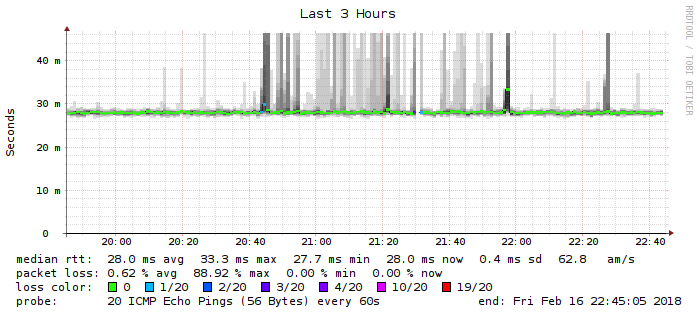 Last 3 Hours
RRDTOOL / TOBI OETIKER
Seconds
40 m
30 m
20 m
10 m
0
20:00 20:20 20:40 21:00 21:20 21:40 22:00 22:20 22:40
median rtt: 28.0 ms avg 33.3 ms max 27.7 ms min 28.0 ms now 0.4 ms sd 62.8 am/s
packet loss: 0.62 % avg 88.92 % max 0.00 % min 0.00 % now
loss color: 0 1/20 2/20 3/20 4/20 10/20 19/20
probe: 20 ICMP Echo Pings (56 Bytes) every 60s end: Fri Feb 16 22:45:05 2018